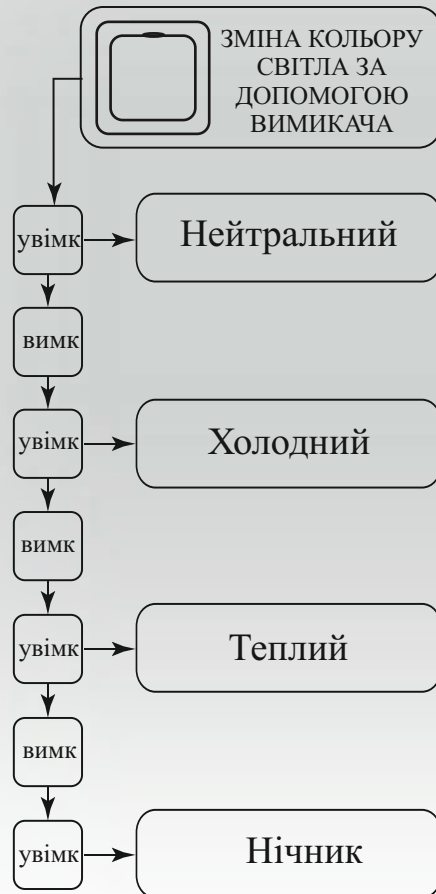 ЗМІНА КОЛЬОРУ
СВІТЛА ЗА
ДОПОМОГОЮ
ВИМИКАЧА
увімк
Нейтральний
вимк
увімк
Холодний
вимк
увімк
Теплий
вимк
увімк
Нічник